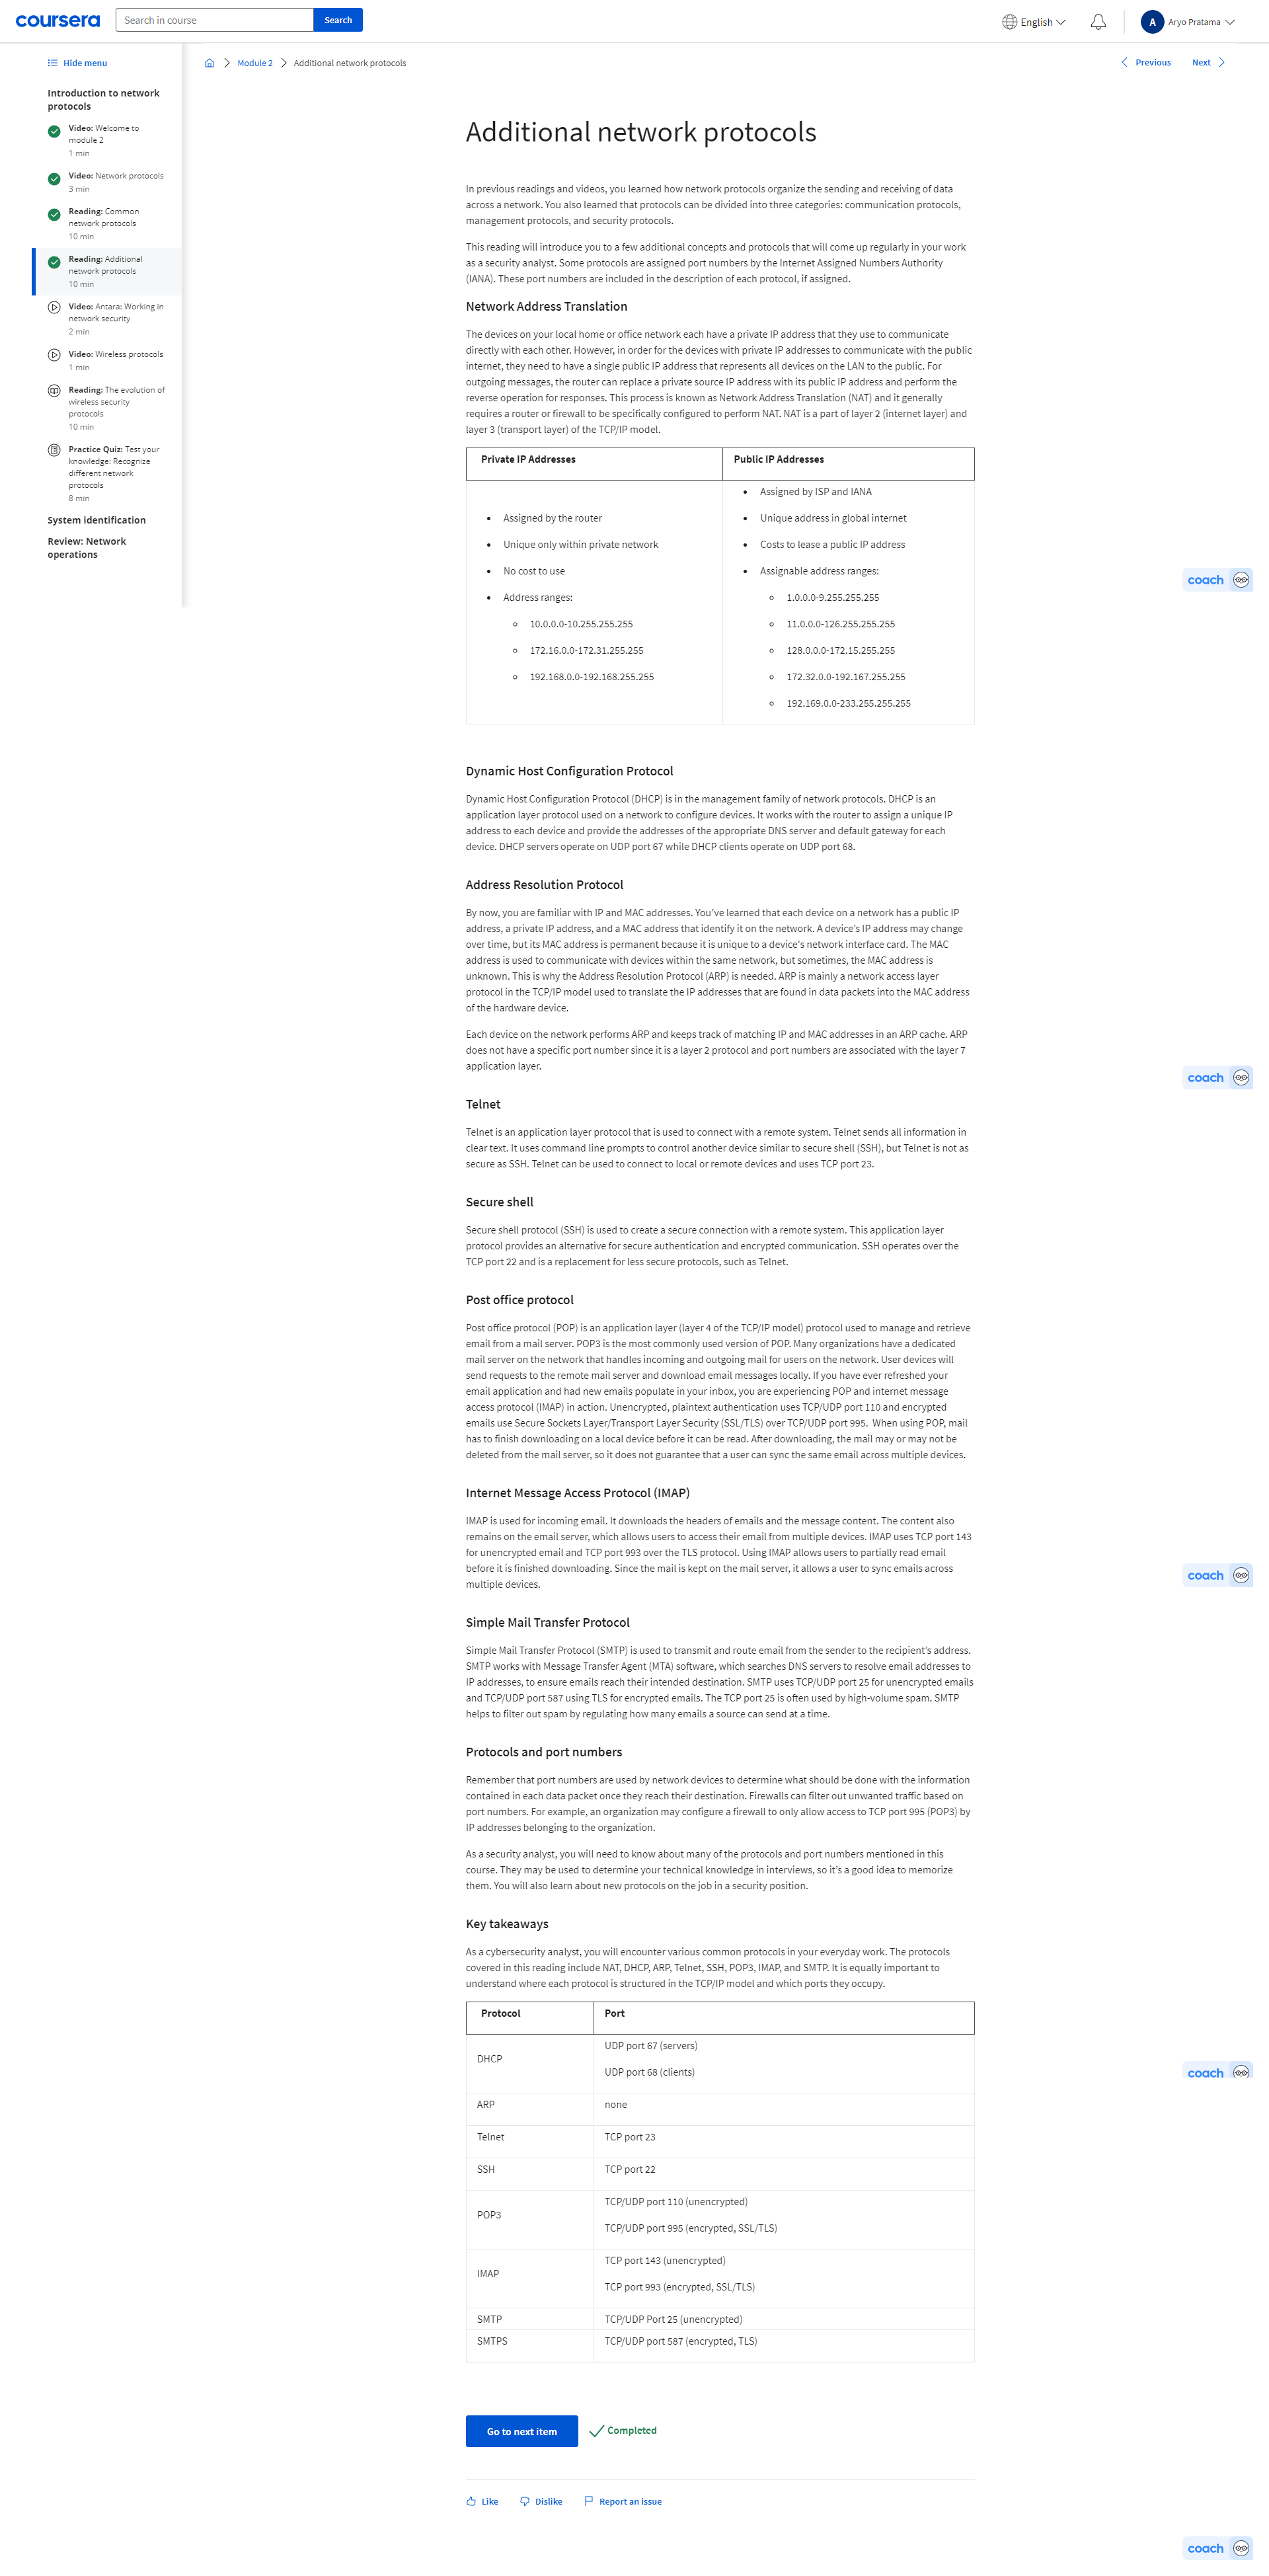 coursera
Search in course
Search
English
A
Aryo Pratama
Hide menu
Introduction to network
protocols
Video: Welcome to
module 2
1 min
Video: Network protocols
3 min
Reading: Common
network protocols
10 min
Reading: Additional
network protocols
10 min
Video: Antara: Working in
network security
2 min
Video: Wireless protocols
1 min
Reading: The evolution of
wireless security
protocols
10 min
Practice Quiz: Test your
knowledge: Recognize
different network
protocols
8 min
System identification
Review: Network
operations
Module 2
Additional network protocols
Previous
Next
Additional network protocols
In previous readings and videos, you learned how network protocols organize the sending and receiving of data
across a network. You also learned that protocols can be divided into three categories: communication protocols,
management protocols, and security protocols.
This reading will introduce you to a few additional concepts and protocols that will come up regularly in your work
as a security analyst. Some protocols are assigned port numbers by the Internet Assigned Numbers Authority
(IANA). These port numbers are included in the description of each protocol, if assigned.
Network Address Translation
The devices on your local home or office network each have a private IP address that they use to communicate
directly with each other. However, in order for the devices with private IP addresses to communicate with the public
internet, they need to have a single public IP address that represents all devices on the LAN to the public. For
outgoing messages, the router can replace a private source IP address with its public IP address and perform the
reverse operation for responses. This process is known as Network Address Translation (NAT) and it generally
requires a router or firewall to be specifically configured to perform NAT. NAT is a part of layer 2 (internet layer) and
layer 3 (transport layer) of the TCP/IP model.
Private IP Addresses
Public IP Addresses
Assigned by the router
Unique only within private network
No cost to use
Address ranges:
10.0.0.0-10.255.255.255
172.16.0.0-172.31.255.255
192.168.0.0-192.168.255.255
Assigned by ISP and IANA
Unique address in global internet
Costs to lease a public IP address
Assignable address ranges:
1.0.0.0-9.255.255.255
11.0.0.0-126.255.255.255
128.0.0.0-172.15.255.255
172.32.0.0-192.167.255.255
192.169.0.0-233.255.255.255
coach
Dynamic Host Configuration Protocol
Dynamic Host Configuration Protocol (DHCP) is in the management family of network protocols. DHCP is an
application layer protocol used on a network to configure devices. It works with the router to assign a unique IP
address to each device and provide the addresses of the appropriate DNS server and default gateway for each
device. DHCP servers operate on UDP port 67 while DHCP clients operate on UDP port 68.
Address Resolution Protocol
By now, you are familiar with IP and MAC addresses. You've learned that each device on a network has a public IP
address, a private IP address, and a MAC address that identify it on the network. A device's IP address may change
over time, but its MAC address is permanent because it is unique to a device's network interface card. The MAC
address is used to communicate with devices within the same network, but sometimes, the MAC address is
unknown. This is why the Address Resolution Protocol (ARP) is needed. ARP is mainly a network access layer
protocol in the TCP/IP model used to translate the IP addresses that are found in data packets into the MAC address
of the hardware device.
Each device on the network performs ARP and keeps track of matching IP and MAC addresses in an ARP cache. ARP
does not have a specific port number since it is a layer 2 protocol and port numbers are associated with the layer 7
application layer.
coach
Telnet
Telnet is an application layer protocol that is used to connect with a remote system. Telnet sends all information in
clear text. It uses command line prompts to control another device similar to secure shell (SSH), but Telnet is not as
secure as SSH. Telnet can be used to connect to local or remote devices and uses TCP port 23.
Secure shell
Secure shell protocol (SSH) is used to create a secure connection with a remote system. This application layer
protocol provides an alternative for secure authentication and encrypted communication. SSH operates over the
TCP port 22 and is a replacement for less secure protocols, such as Telnet.
Post office protocol
Post office protocol (POP) is an application layer (layer 4 of the TCP/IP model) protocol used to manage and retrieve
email from a mail server. POP3 is the most commonly used version of POP. Many organizations have a dedicated
mail server on the network that handles incoming and outgoing mail for users on the network. User devices will
send requests to the remote mail server and download email messages locally. If you have ever refreshed your
email application and had new emails populate in your inbox, you are experiencing POP and internet message
access protocol (IMAP) in action. Unencrypted, plaintext authentication uses TCP/UDP port 110 and encrypted
emails use Secure Sockets Layer/Transport Layer Security (SSL/TLS) over TCP/UDP port 995. When using POP, mail
has to finish downloading on a local device before it can be read. After downloading, the mail may or may not be
deleted from the mail server, so it does not guarantee that a user can sync the same email across multiple devices.
Internet Message Access Protocol (IMAP)
IMAP is used for incoming email. It downloads the headers of emails and the message content. The content also
remains on the email server, which allows users to access their email from multiple devices. IMAP uses TCP port 143
for unencrypted email and TCP port 993 over the TLS protocol. Using IMAP allows users to partially read email
before it is finished downloading. Since the mail is kept on the mail server, it allows a user to sync emails across
multiple devices.
coach
Simple Mail Transfer Protocol
Simple Mail Transfer Protocol (SMTP) is used to transmit and route email from the sender to the recipient's address.
SMTP works with Message Transfer Agent (MTA) software, which searches DNS servers to resolve email addresses to
IP addresses, to ensure emails reach their intended destination. SMTP uses TCP/UDP port 25 for unencrypted emails
and TCP/UDP port 587 using TLS for encrypted emails. The TCP port 25 is often used by high-volume spam. SMTP
helps to filter out spam by regulating how many emails a source can send at a time.
Protocols and port numbers
Remember that port numbers are used by network devices to determine what should be done with the information
contained in each data packet once they reach their destination. Firewalls can filter out unwanted traffic based on
port numbers. For example, an organization may configure a firewall to only allow access to TCP port 995 (POP3) by
IP addresses belonging to the organization.
As a security analyst, you will need to know about many of the protocols and port numbers mentioned in this
course. They may be used to determine your technical knowledge in interviews, so it's a good idea to memorize
them. You will also learn about new protocols on the job in a security position.
Key takeaways
As a cybersecurity analyst, you will encounter various common protocols in your everyday work. The protocols
covered in this reading include NAT, DHCP, ARP, Telnet, SSH, POP3, IMAP, and SMTP. It is equally important to
understand where each protocol is structured in the TCP/IP model and which ports they occupy.
Protocol
Port
DHCP
UDP port 67 (servers)
UDP port 68 (clients)
coach
ARP
none
Telnet
TCP port 23
SSH
TCP port 22
POP3
TCP/UDP port 110 (unencrypted)
TCP/UDP port 995 (encrypted, SSL/TLS)
IMAP
TCP port 143 (unencrypted)
TCP port 993 (encrypted, SSL/TLS)
SMTP
TCP/UDP Port 25 (unencrypted)
SMTPS
TCP/UDP port 587 (encrypted, TLS)
Go to next item
Completed
Like
Dislike
Report an issue
coach